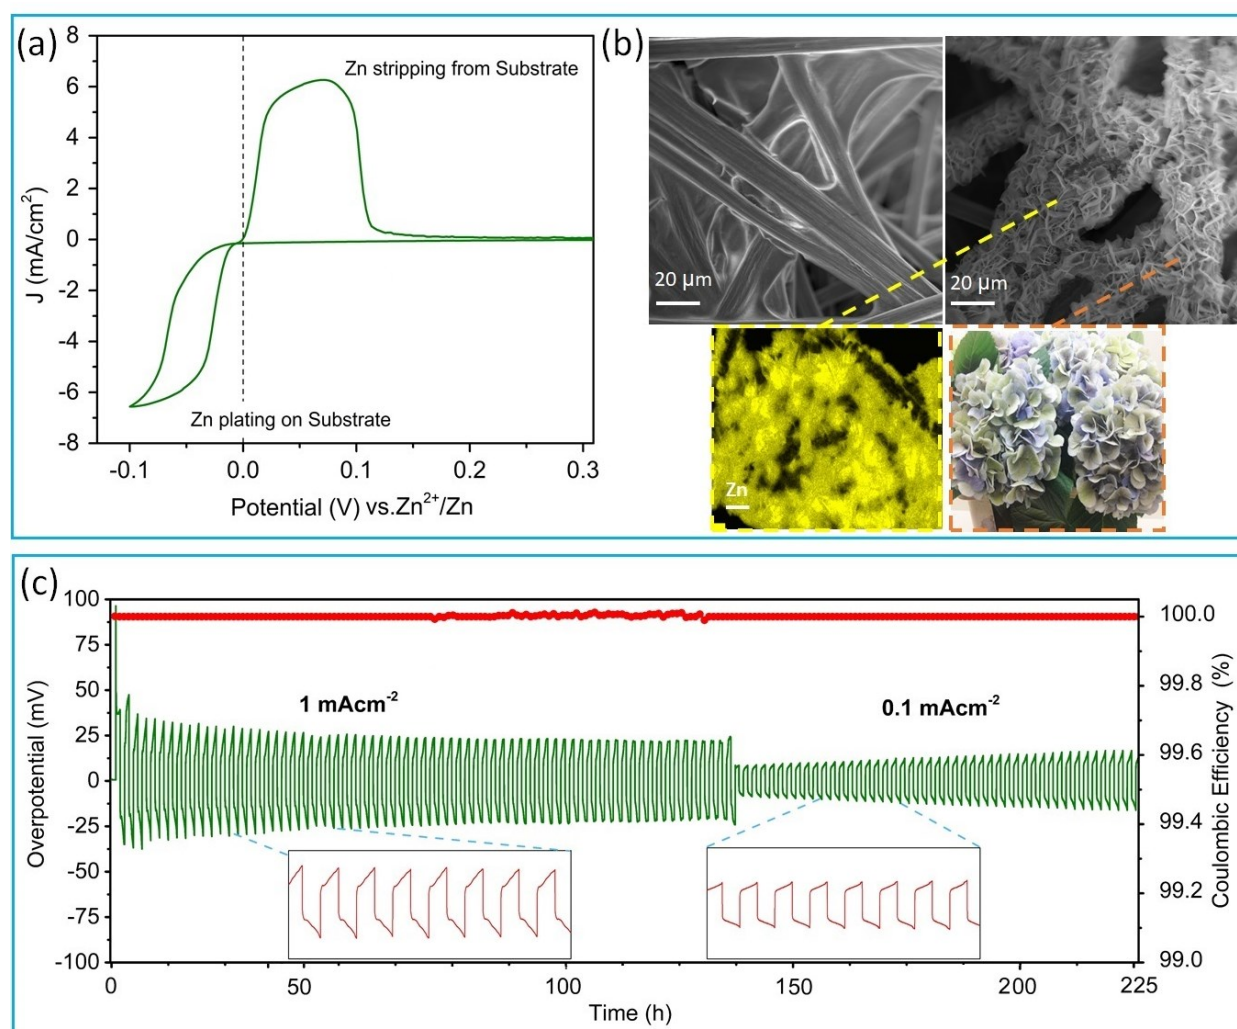 (a)
Zn stripping from Substrate
8
6
4
2
0
-2
-4
-6
-8
J (mA/cm²)
Zn plating on Substrate
-0.1
0.0
0.1
0.2
0.3
Potential (V) vs.Zn²⁺/Zn
(b)
20 µm
20 µm
Zn
(c)
100
75
50
25
0
-25
-50
-75
-100
Overpotential (mV)
1 mAcm⁻²
0.1 mAcm⁻²
100.0
99.8
99.6
99.4
99.2
99.0
Coulombic Efficiency (%)
0
50
100
150
200
225
Time (h)